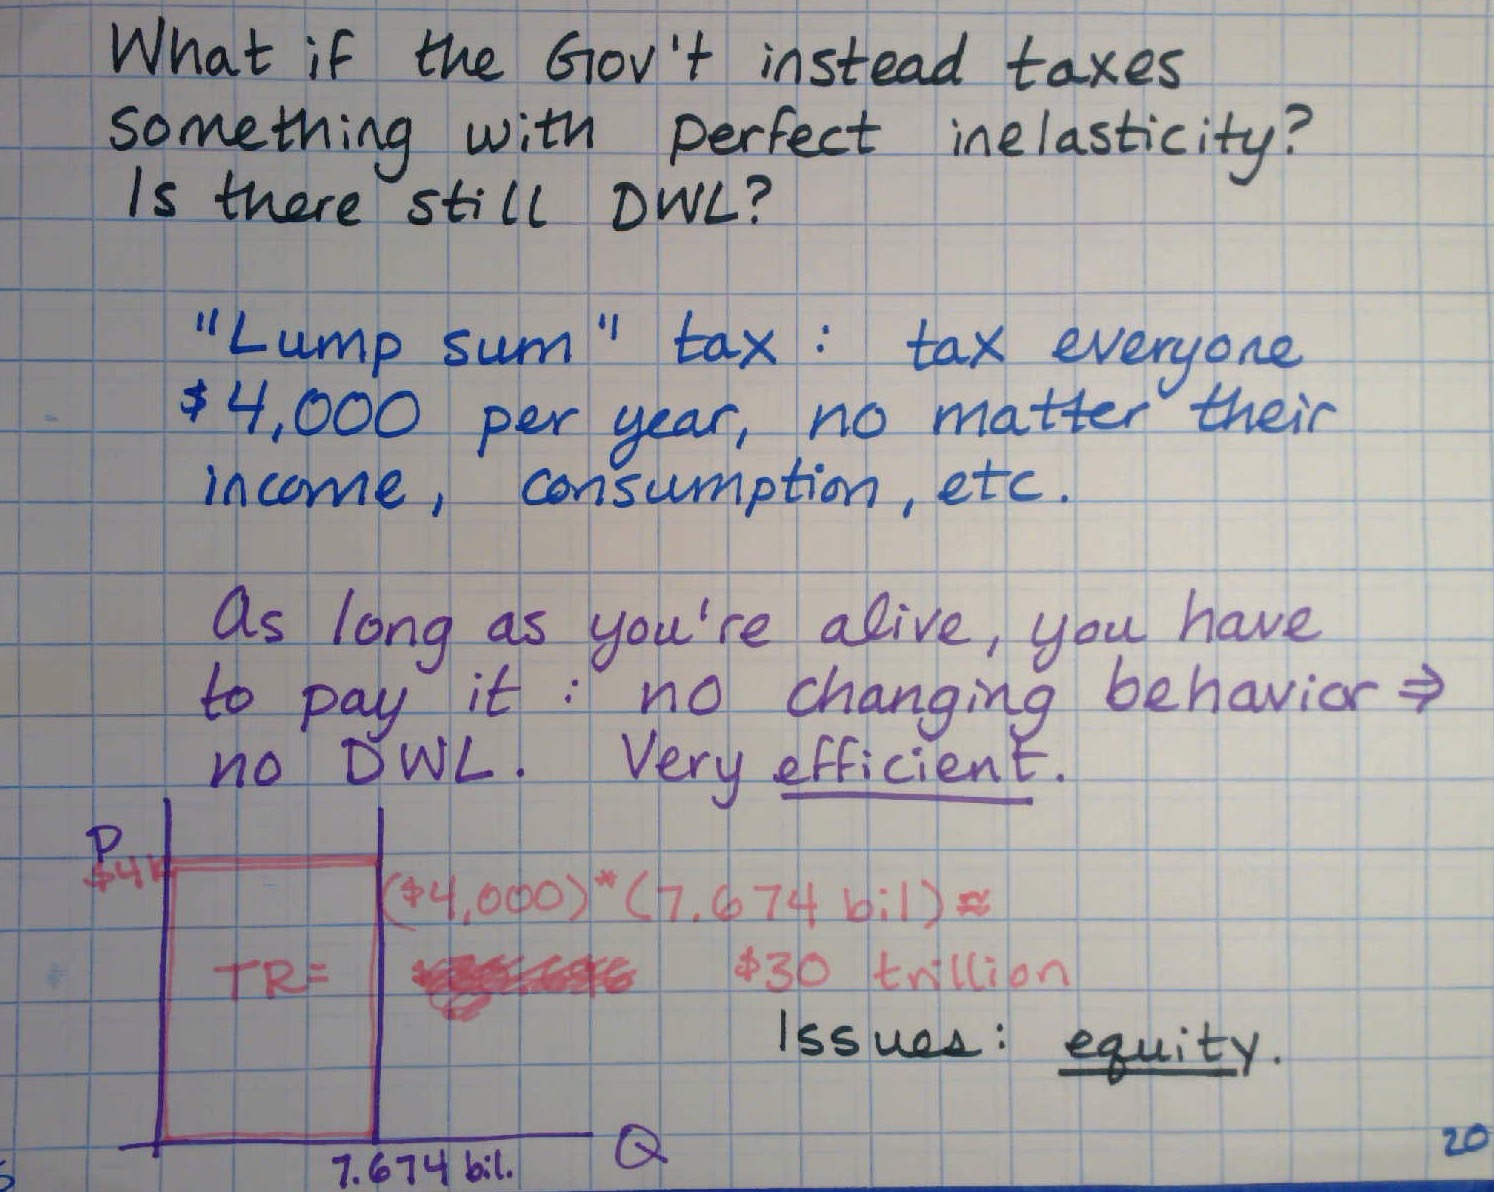 What if the Gov't instead taxes
something with perfect inelasticity?
Is there still DWL?
"Lump sum" tax : tax everyone
$4,000 per year, no matter their
income, consumption, etc.
As long as you're alive, you have
to pay it : no changing behavior ⇒
no DWL. Very efficient.
P
$4K
($4,000)*(7.674 bil) ≈
TR=
$30 trillion
Issues: equity.
Q
7.674 bil.
20